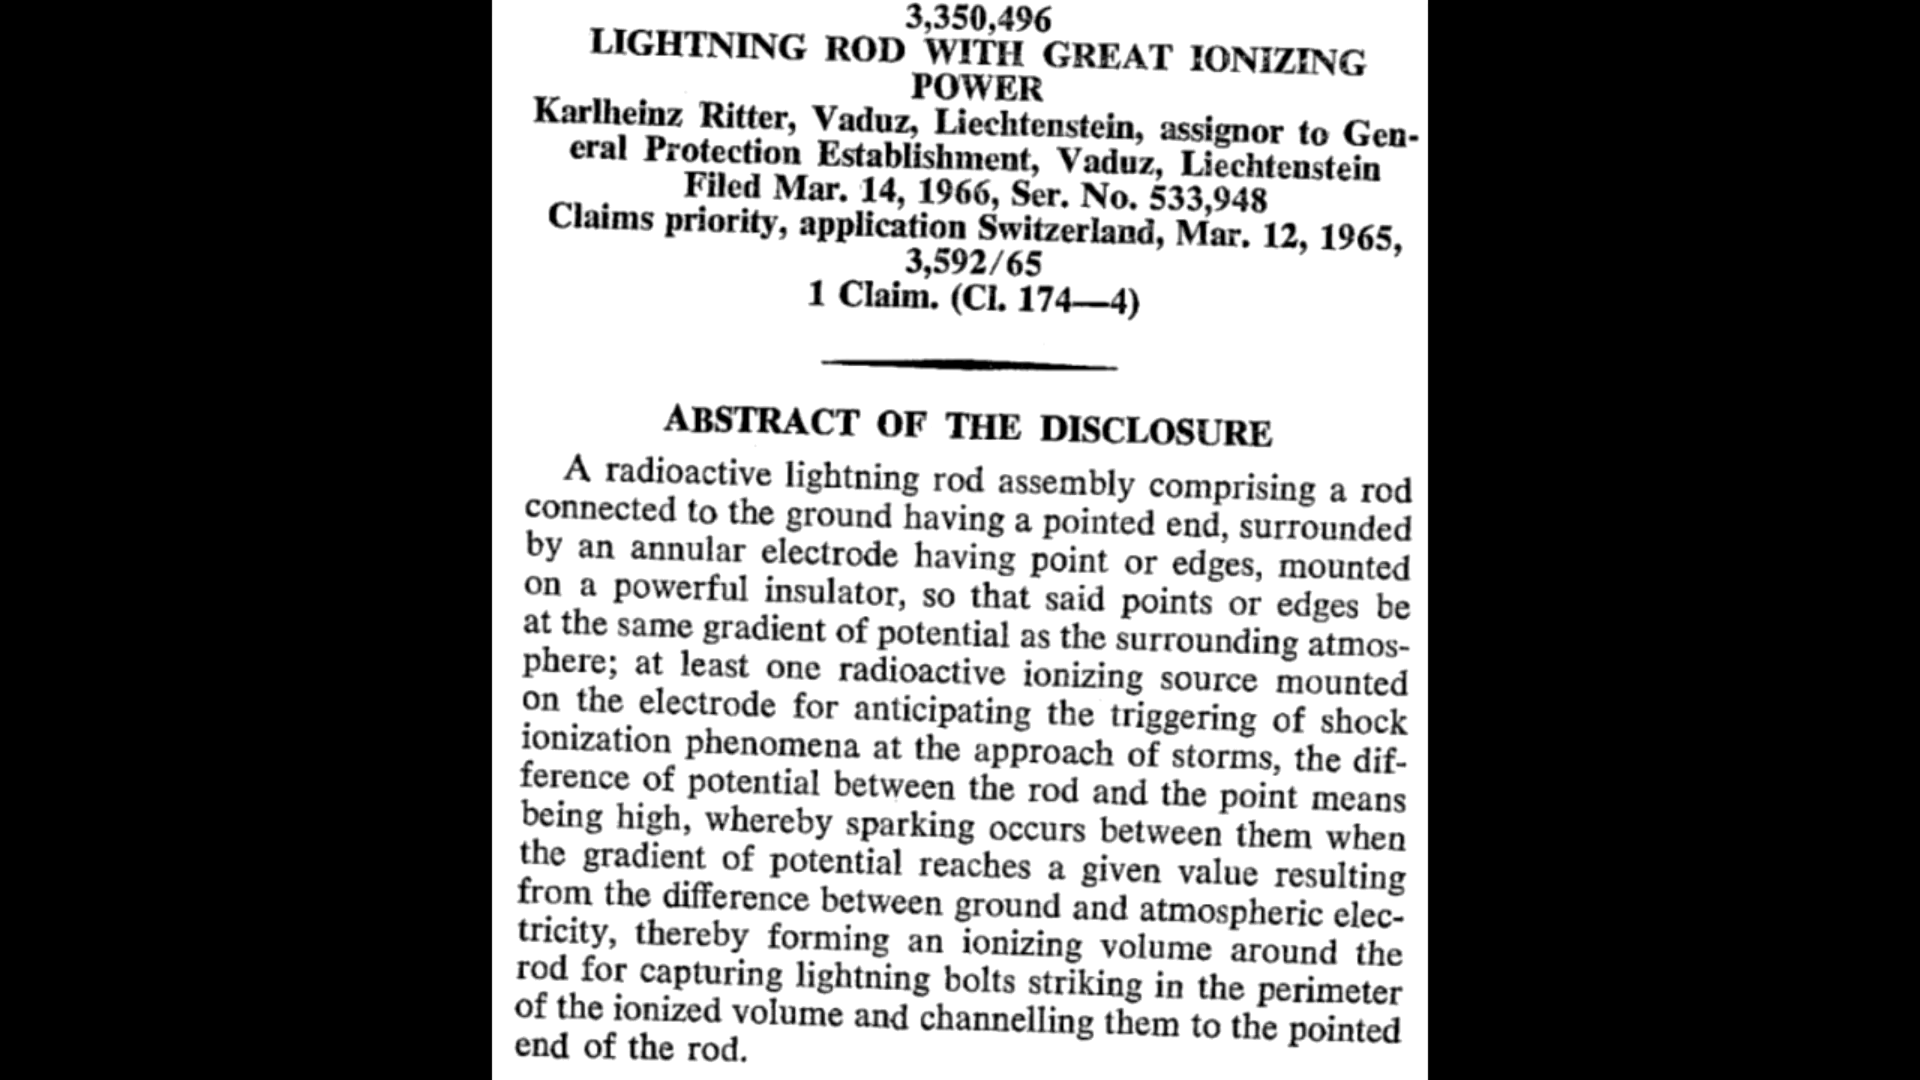 3,350,496
LIGHTNING ROD WITH GREAT IONIZING
POWER
Karlheinz Ritter, Vaduz, Liechtenstein, assignor to Gen-
eral Protection Establishment, Vaduz, Liechtenstein
Filed Mar. 14, 1966, Ser. No. 533,948
Claims priority, application Switzerland, Mar. 12, 1965,
3,592/65
1 Claim. (Cl. 174—4)
ABSTRACT OF THE DISCLOSURE
A radioactive lightning rod assembly comprising a rod
connected to the ground having a pointed end, surrounded
by an annular electrode having point or edges, mounted
on a powerful insulator, so that said points or edges be
at the same gradient of potential as the surrounding atmos-
phere; at least one radioactive ionizing source mounted
on the electrode for anticipating the triggering of shock
ionization phenomena at the approach of storms, the dif-
ference of potential between the rod and the point means
being high, whereby sparking occurs between them when
the gradient of potential reaches a given value resulting
from the difference between ground and atmospheric elec-
tricity, thereby forming an ionizing volume around the
rod for capturing lightning bolts striking in the perimeter
of the ionized volume and channelling them to the pointed
end of the rod.